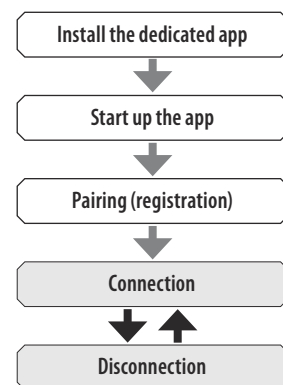 Install the dedicated app
Start up the app
Pairing (registration)
Connection
Disconnection